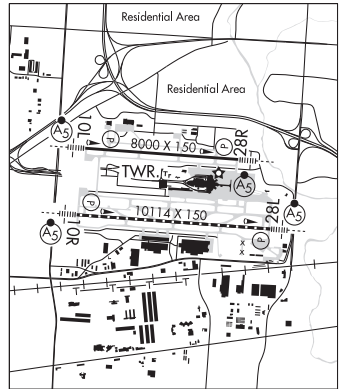 Residential Area
Residential Area
A5
10L
P
8000 X 150
P
28R
TWR.
A5
P
10114 X 150
28L
A5
A5
10R
P
x
x